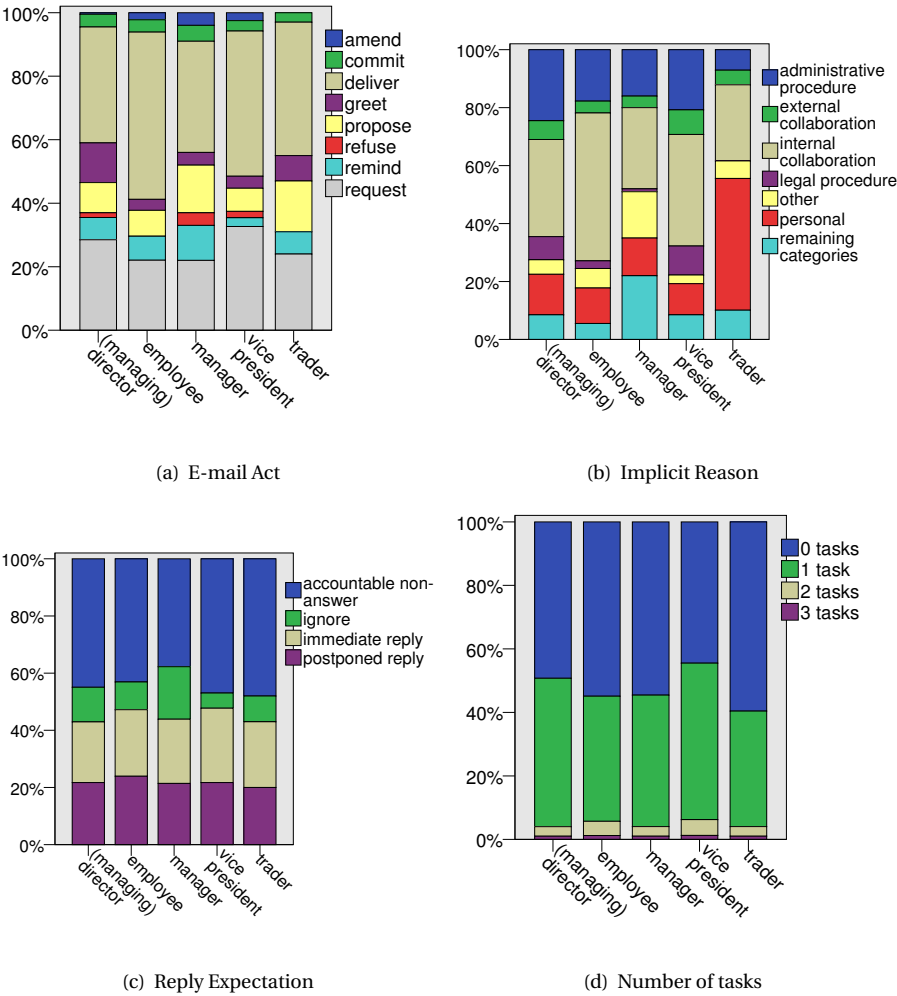 100%
80%
60%
40%
20%
0%
amend
commit
deliver
greet
propose
refuse
remind
request
(managing)
director
employee
manager
vice
president
trader
(a) E-mail Act
100%
80%
60%
40%
20%
0%
administrative
procedure
external
collaboration
internal
collaboration
legal procedure
other
personal
remaining
categories
(managing)
director
employee
manager
vice
president
trader
(b) Implicit Reason
100%
80%
60%
40%
20%
0%
accountable non-
answer
ignore
immediate reply
postponed reply
(managing)
director
employee
manager
vice
president
trader
(c) Reply Expectation
100%
80%
60%
40%
20%
0%
0 tasks
1 task
2 tasks
3 tasks
(managing)
director
employee
manager
vice
president
trader
(d) Number of tasks